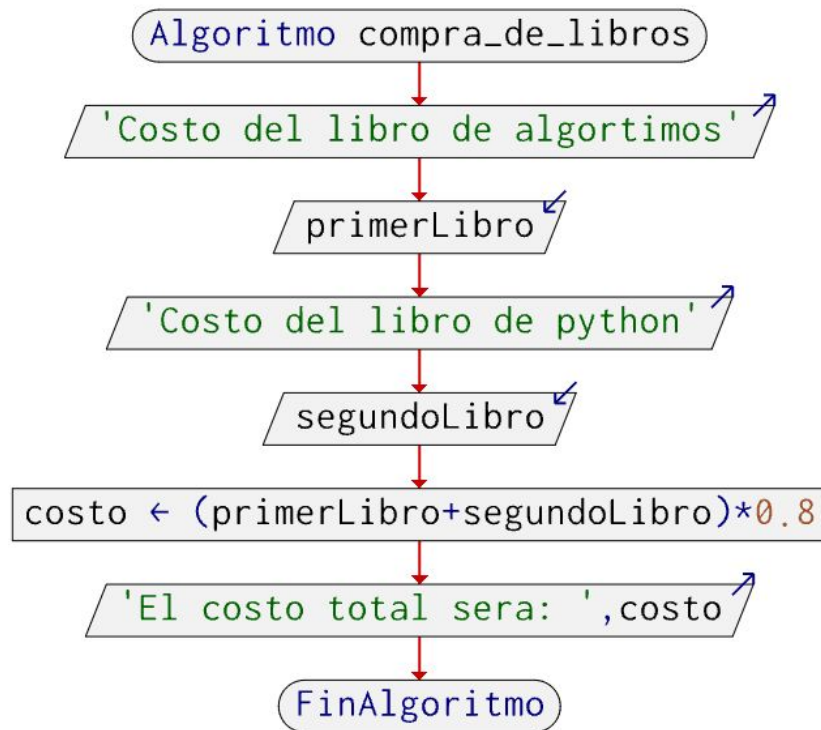 Algoritmo compra_de_libros
'Costo del libro de algortimos'
primerLibro
'Costo del libro de python'
segundoLibro
costo ← (primerLibro+segundoLibro)*0.8
'El costo total sera: ',costo
FinAlgoritmo